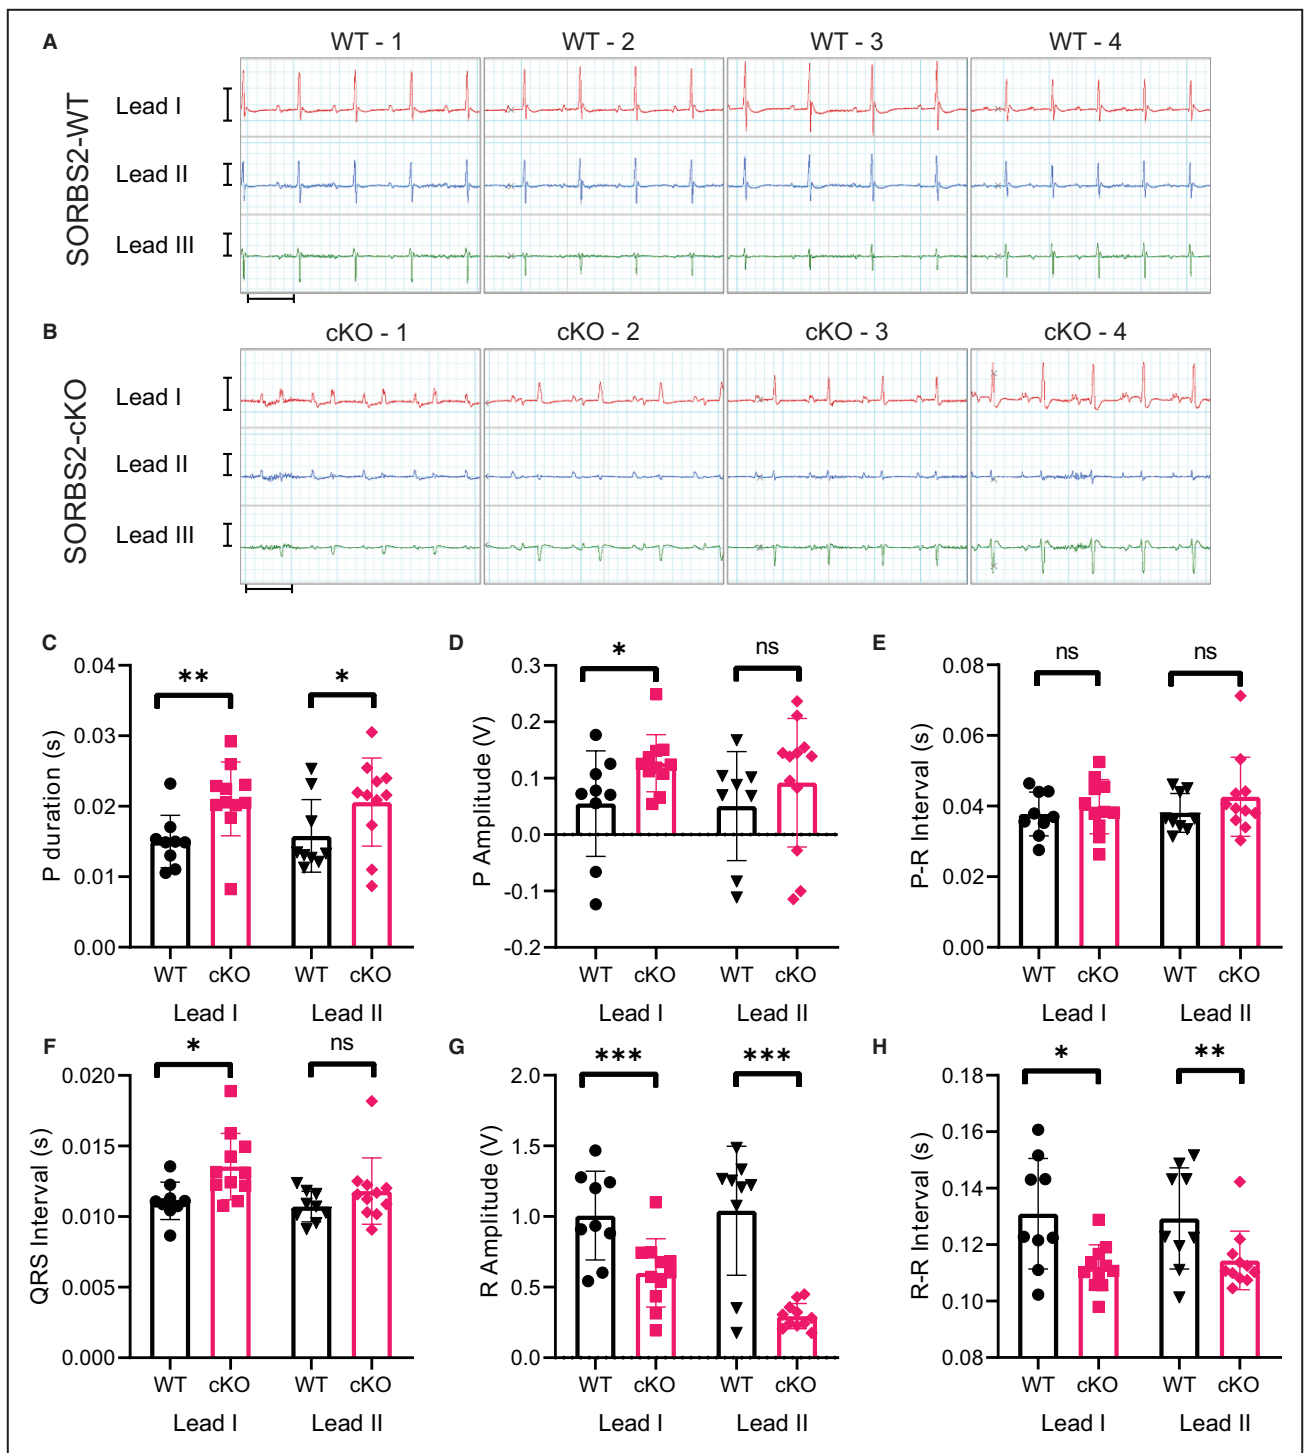 A
WT - 1
WT - 2
WT - 3
WT - 4
SORBS2-WT
Lead I
Lead II
Lead III
B
cKO - 1
cKO - 2
cKO - 3
cKO - 4
SORBS2-cKO
Lead I
Lead II
Lead III
C
P duration (s)
0.04
0.03
0.02
0.01
0.00
**
*
WT
cKO
WT
cKO
Lead I
Lead II
D
P Amplitude (V)
0.3
0.2
0.1
0.0
-0.1
-0.2
*
ns
WT
cKO
WT
cKO
Lead I
Lead II
E
P-R Interval (s)
0.08
0.06
0.04
0.02
0.00
ns
ns
WT
cKO
WT
cKO
Lead I
Lead II
F
QRS Interval (s)
0.020
0.015
0.010
0.005
0.000
*
ns
WT
cKO
WT
cKO
Lead I
Lead II
G
R Amplitude (V)
2.0
1.5
1.0
0.5
0.0
***
***
WT
cKO
WT
cKO
Lead I
Lead II
H
R-R Interval (s)
0.18
0.16
0.14
0.12
0.10
0.08
*
**
WT
cKO
WT
cKO
Lead I
Lead II